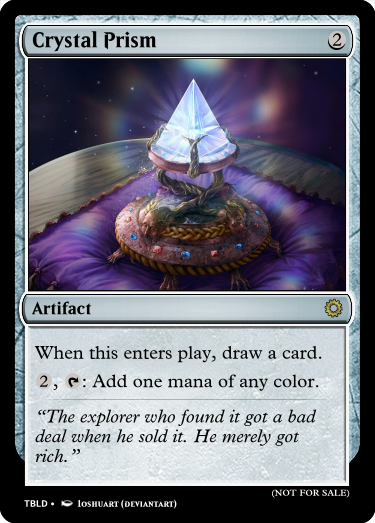 Crystal Prism 2
Artifact
When this enters play, draw a card.
2, : Add one mana of any color.
“The explorer who found it got a bad
deal when he sold it. He merely got
rich.”
(NOT FOR SALE)
TBLD • IOSHUART (DEVIANTART)